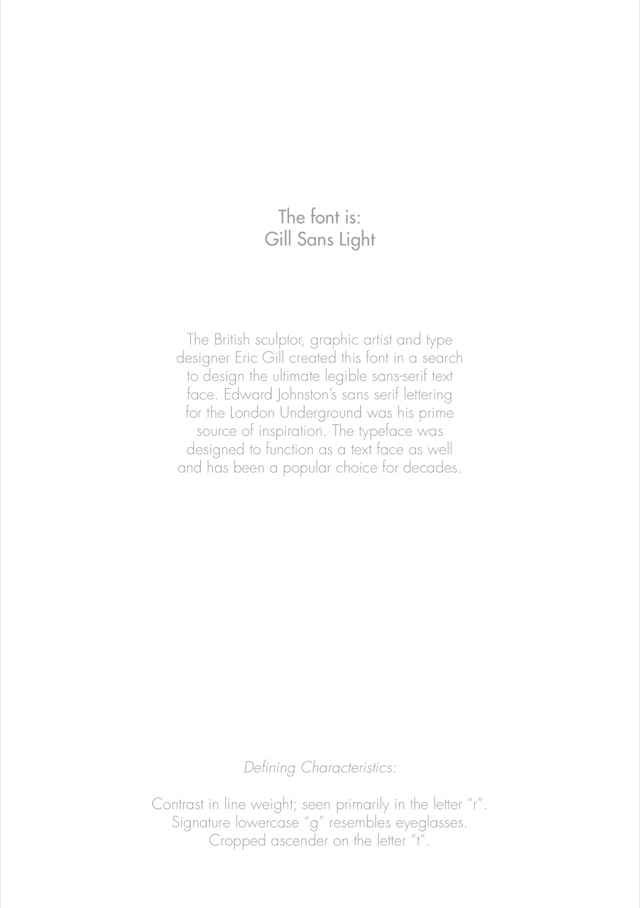 The font is:
Gill Sans Light
The British sculptor, graphic artist and type
designer Eric Gill created this font in a search
to design the ultimate legible sans-serif text
face. Edward Johnston’s sans serif lettering
for the London Underground was his prime
source of inspiration. The typeface was
designed to function as a text face as well
and has been a popular choice for decades.
Defining Characteristics:
Contrast in line weight; seen primarily in the letter “r”.
Signature lowercase “g” resembles eyeglasses.
Cropped ascender on the letter “t”.